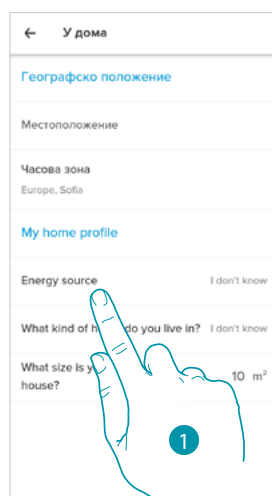 ← У дома
Географско положение
Местоположение
Часова зона
Europe, Sofia
My home profile
Energy source I don't know
What kind of h do you live in? I don't know
What size is y
house? 10 m²
1